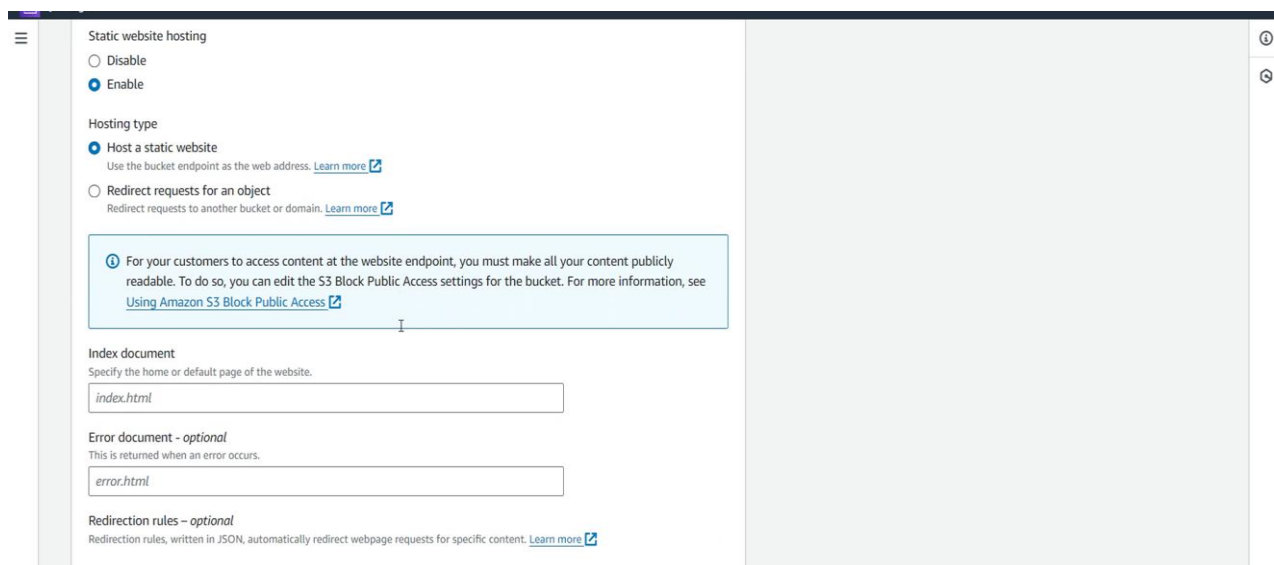 Static website hosting
Disable
Enable
Hosting type
Host a static website
Use the bucket endpoint as the web address. Learn more
Redirect requests for an object
Redirect requests to another bucket or domain. Learn more
For your customers to access content at the website endpoint, you must make all your content publicly
readable. To do so, you can edit the S3 Block Public Access settings for the bucket. For more information, see
Using Amazon S3 Block Public Access
Index document
Specify the home or default page of the website.
index.html
Error document - optional
This is returned when an error occurs.
error.html
Redirection rules – optional
Redirection rules, written in JSON, automatically redirect webpage requests for specific content. Learn more